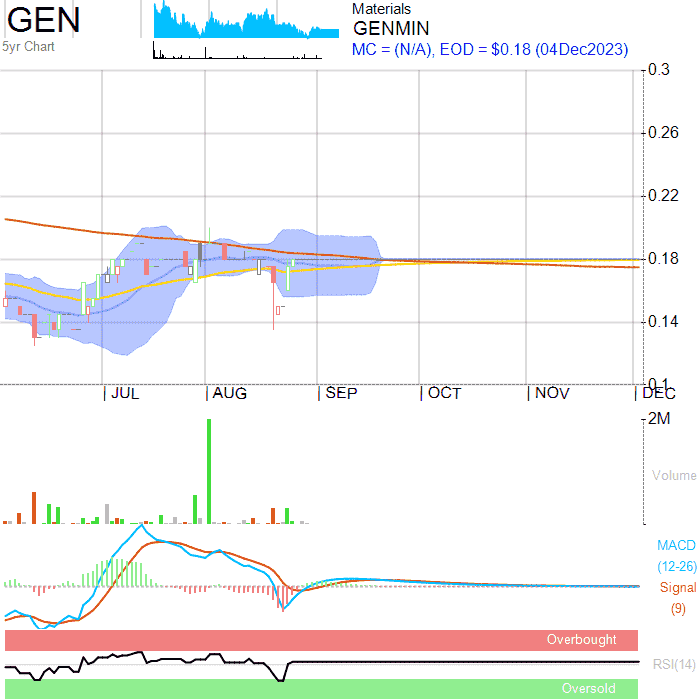 GEN
5yr Chart
Materials
GENMIN
MC = (N/A), EOD = $0.18 (04Dec2023)
0.3
0.26
0.22
0.18
0.14
0.1
JUL AUG SEP OCT NOV DEC
2M
Volume
MACD
(12-26)
Signal
(9)
Overbought
RSI(14)
Oversold